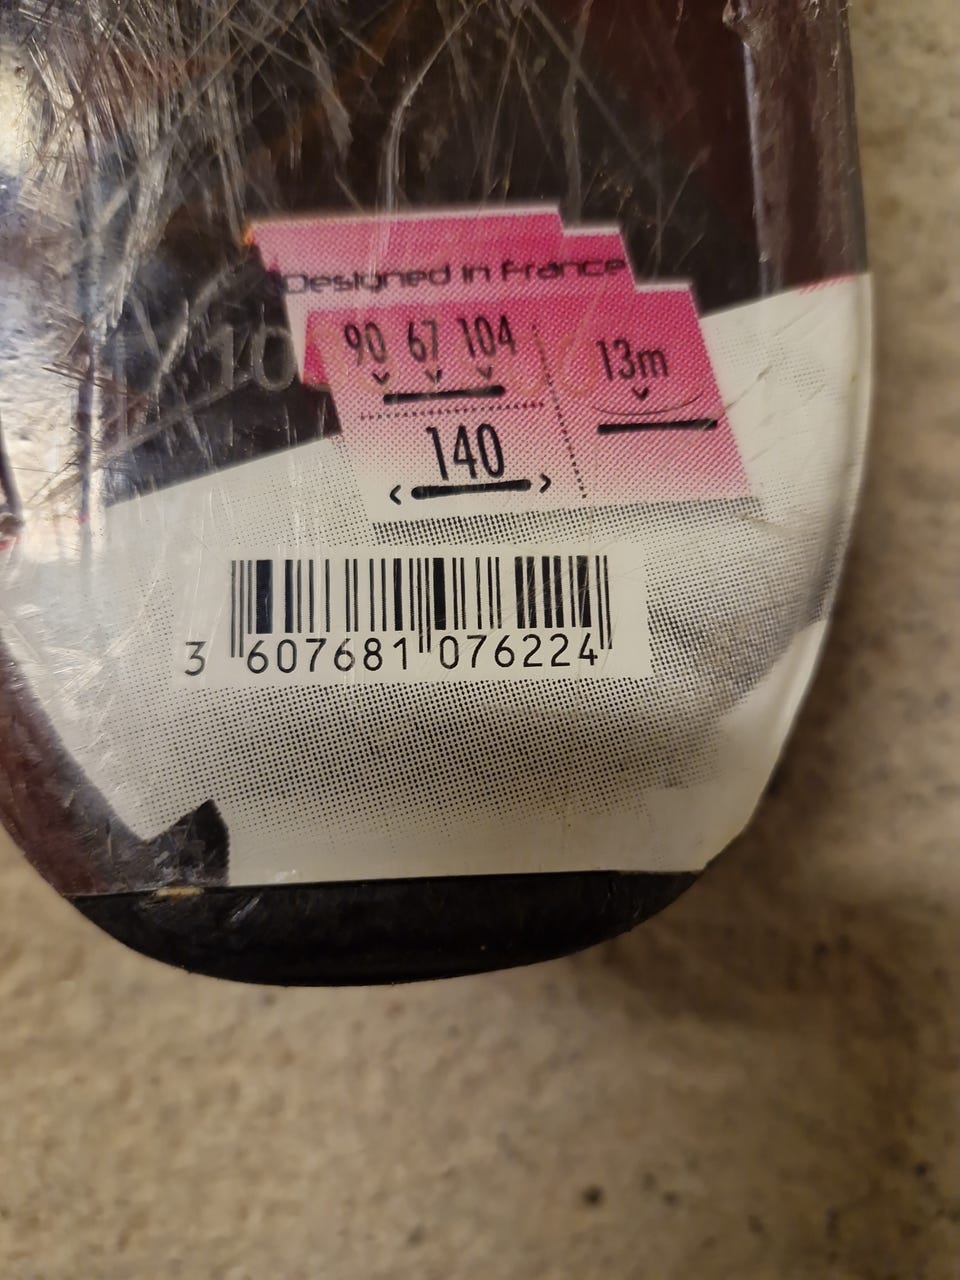 Designed in France
90 67 104
13m
140
3 607681 076224